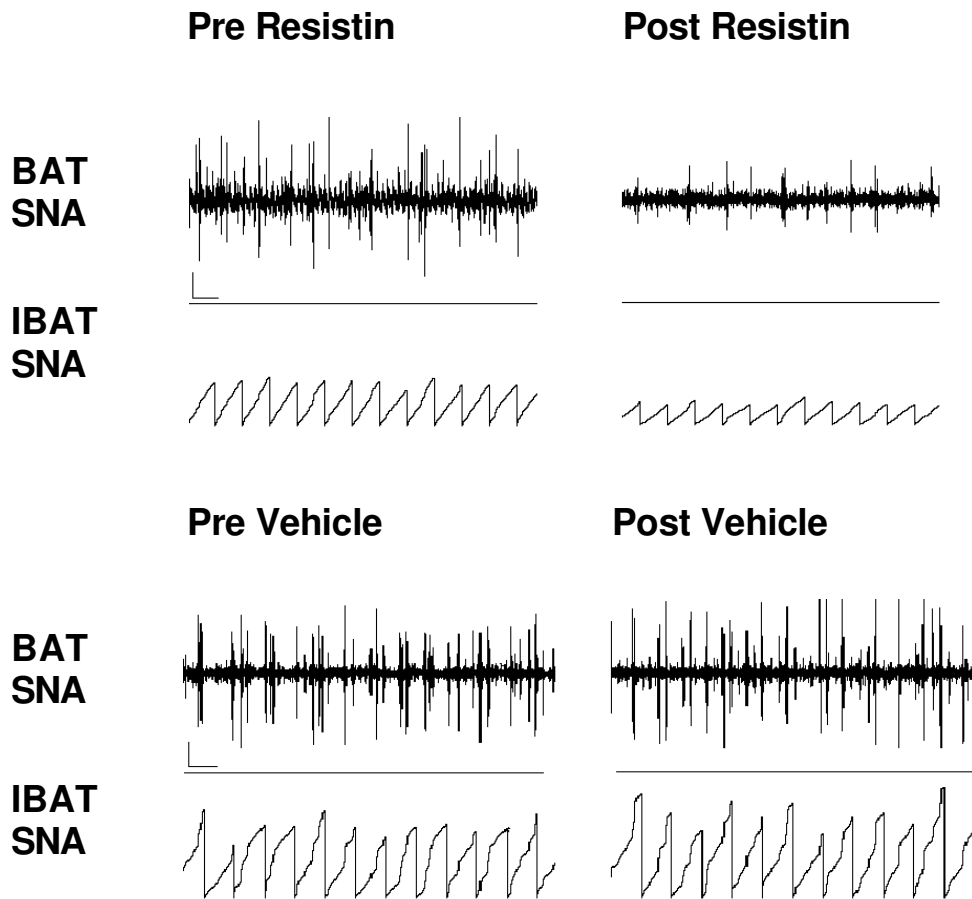 Pre Resistin Post Resistin
BAT
SNA
IBAT
SNA
Pre Vehicle Post Vehicle
BAT
SNA
IBAT
SNA